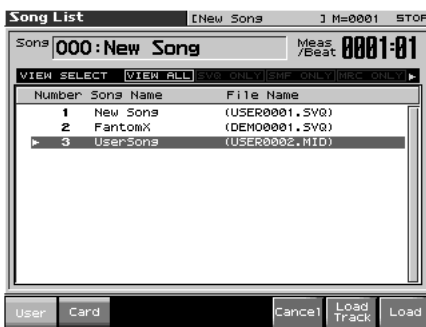 Song List [New Song ] M=0001 STOP
Song 000:New Song Meas/Beat 0001:01
VIEW SELECT VIEW ALL SVQ ONLY SMF ONLY MRC ONLY
Number Song Name File Name
1 New Song (USER0001.SVQ)
2 FantomX (DEMO0001.SVQ)
3 UserSong (USER0002.MID)
User Card Cancel Load Track Load